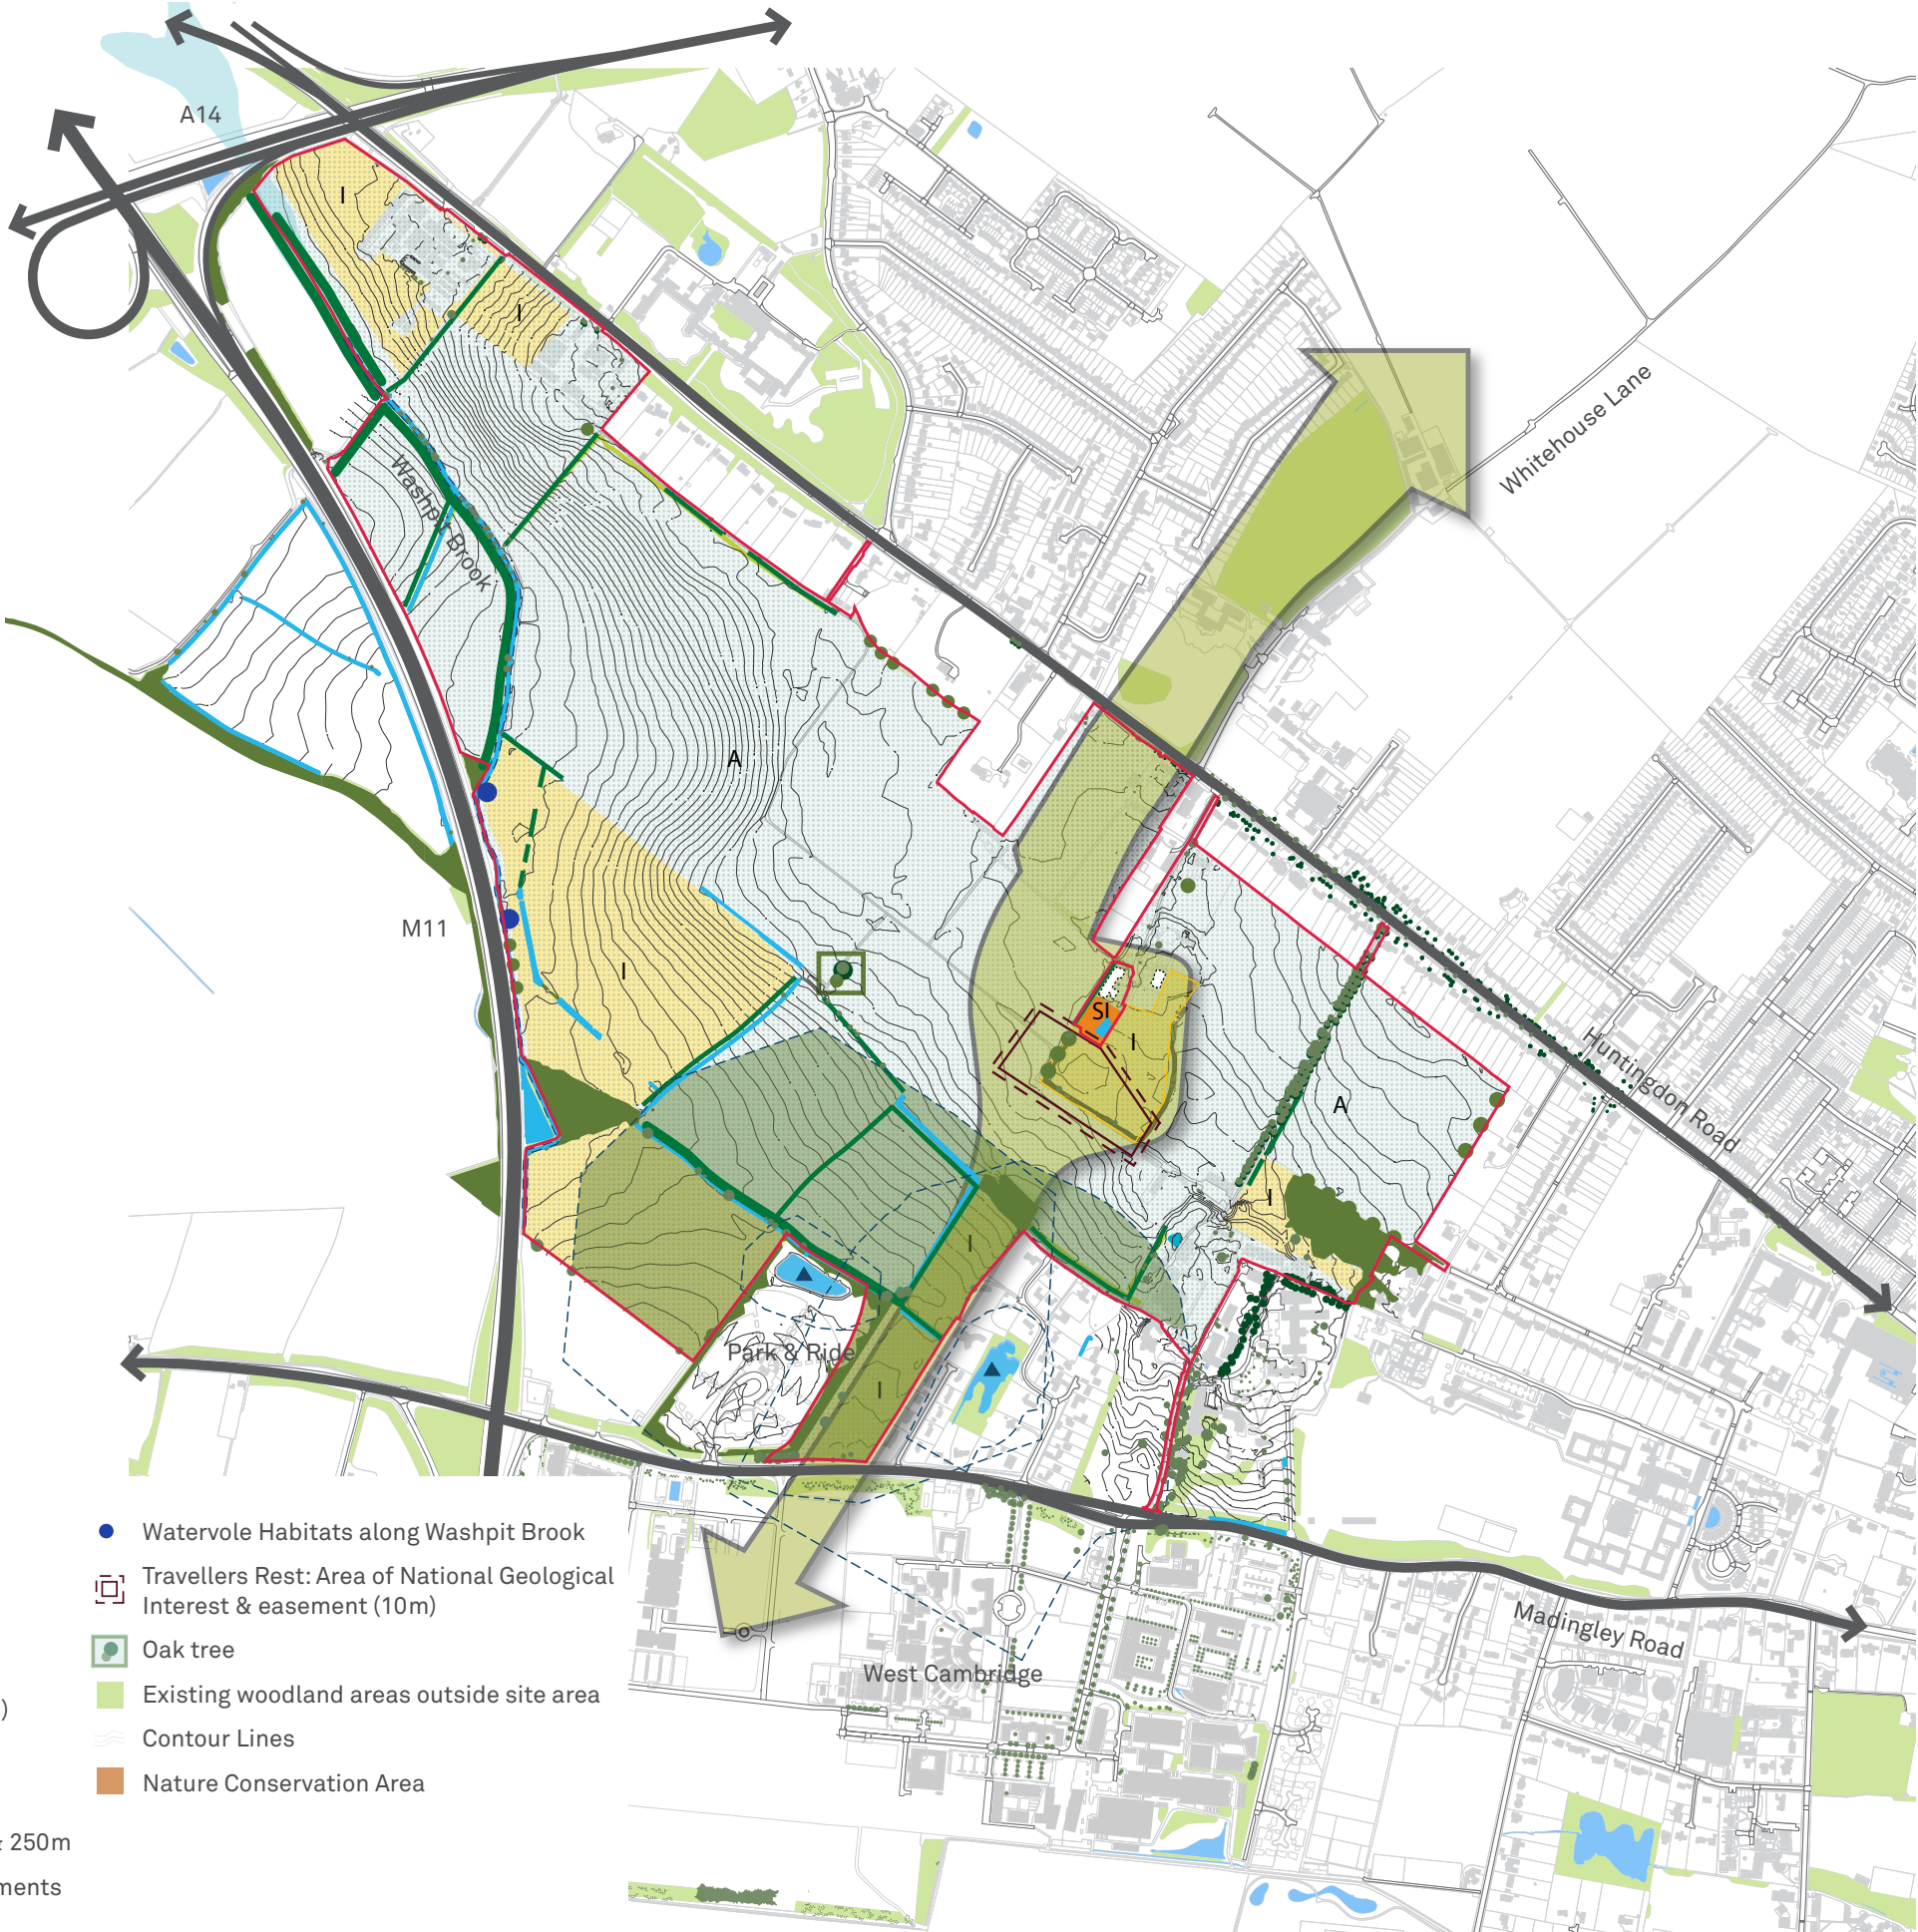 A14
I
I
Whitehouse Lane
Washpit Brook
A
M11
I
SI
I
A
Huntingdon Road
I
I
Park & Ride
I
Madingley Road
West Cambridge
Watervole Habitats along Washpit Brook
Travellers Rest: Area of National Geological
Interest & easement (10m)
Oak tree
Existing woodland areas outside site area
)
Contour Lines
Nature Conservation Area
250m
ments